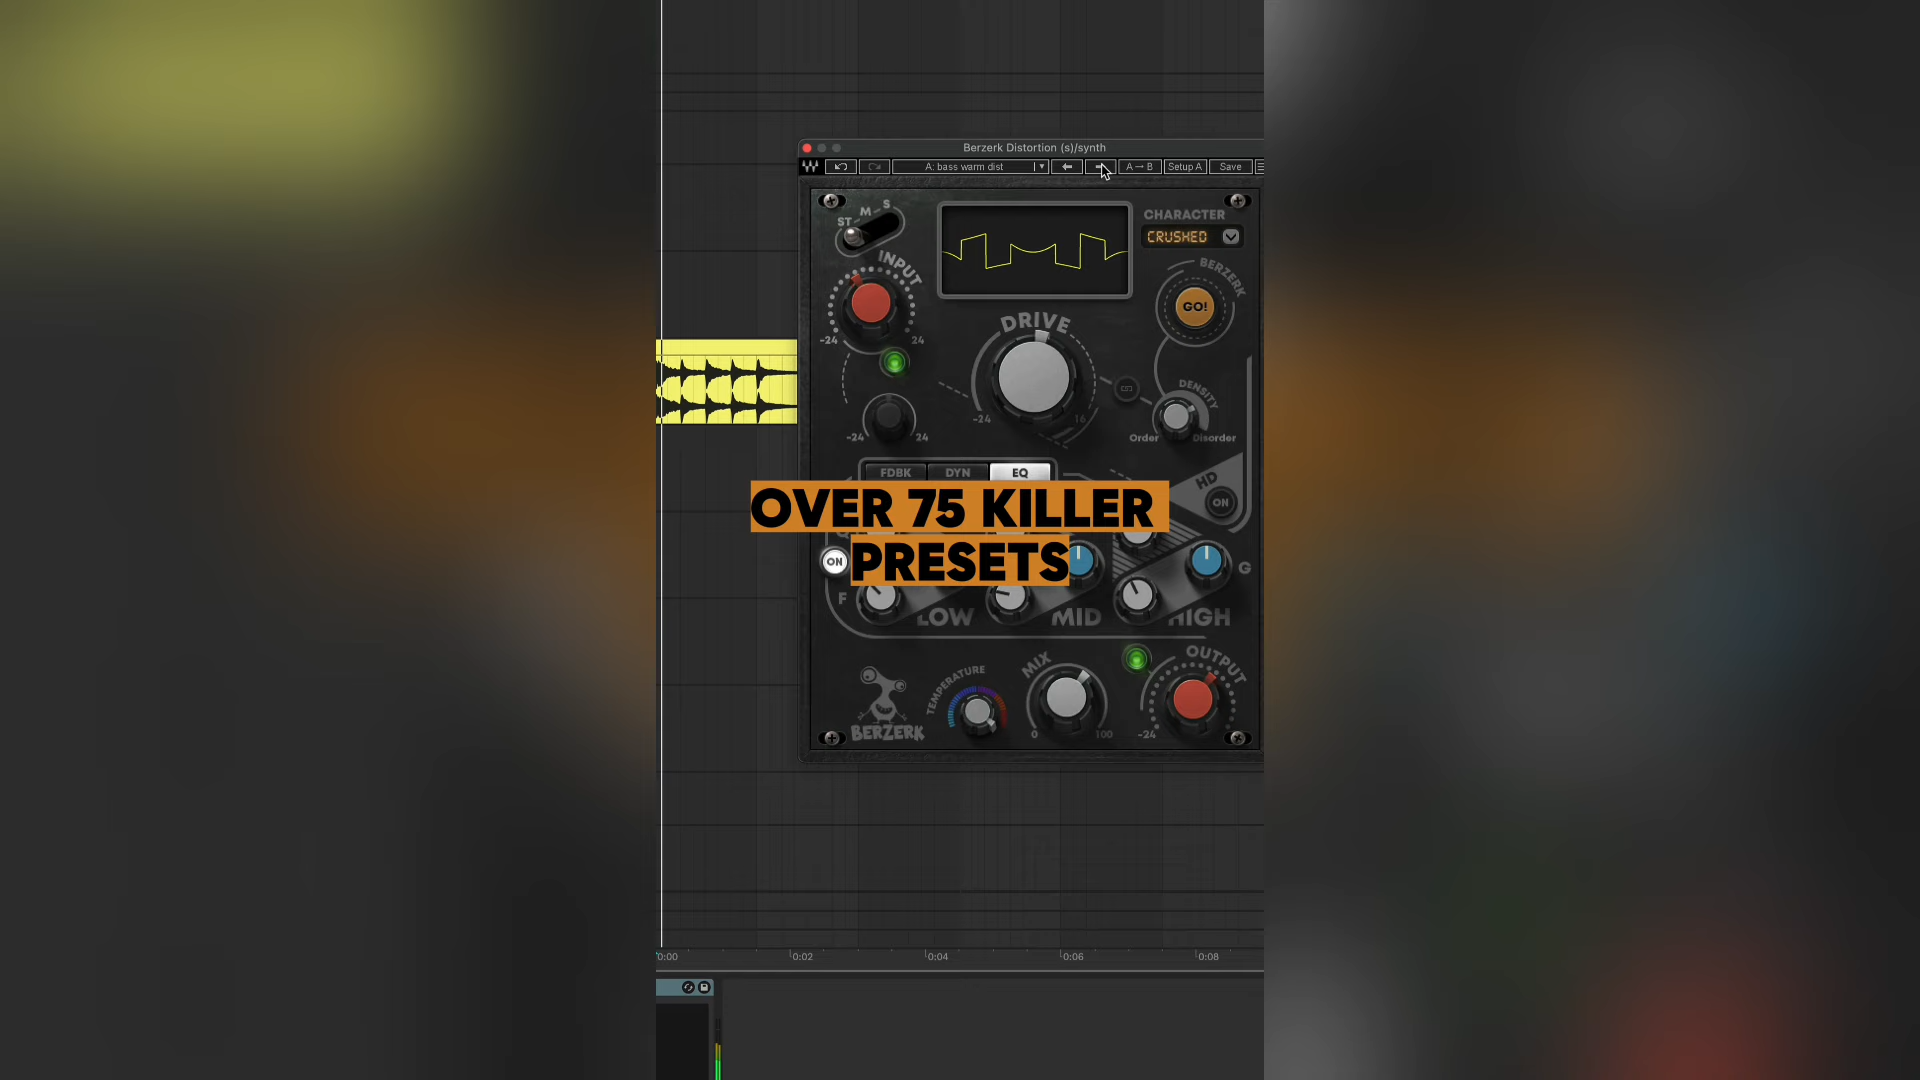 Berzerk Distortion (s)/synth
A: bass warm dist
A→B
Setup A
Save
ST M S
CHARACTER
CRUSHED
INPUT
-24 24
BERZERK
GO!
DRIVE
-24 16
DENSITY
Order Disorder
-24 24
FDBK DYN EQ
HD
ON
OVER 75 KILLER
PRESETS
ON
G
F
LOW MID HIGH
TEMPERATURE
MIX
0 100
OUTPUT
-24
BERZERK
0:00 0:02 0:04 0:06 0:08